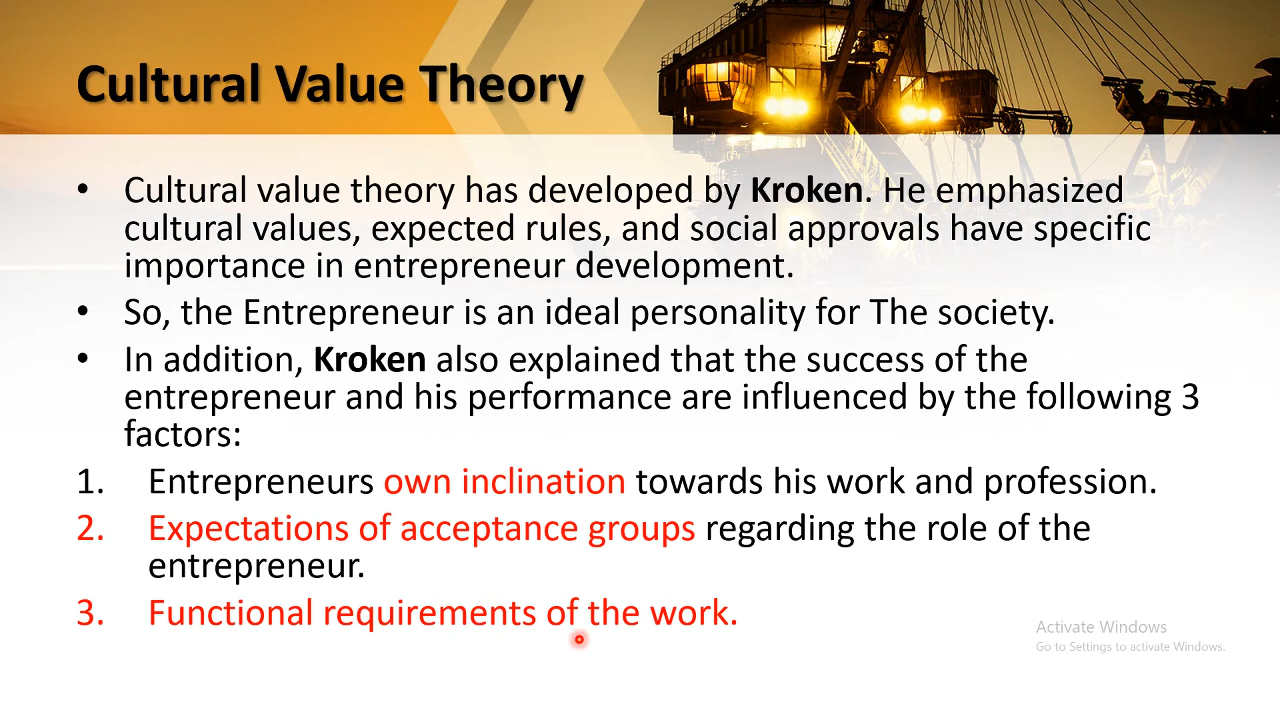 Cultural Value Theory
• Cultural value theory has developed by Kroken. He emphasized
cultural values, expected rules, and social approvals have specific
importance in entrepreneur development.
• So, the Entrepreneur is an ideal personality for The society.
• In addition, Kroken also explained that the success of the
entrepreneur and his performance are influenced by the following 3
factors:
1. Entrepreneurs own inclination towards his work and profession.
2. Expectations of acceptance groups regarding the role of the
entrepreneur.
3. Functional requirements of the work.
Activate Windows
Go to Settings to activate Windows.